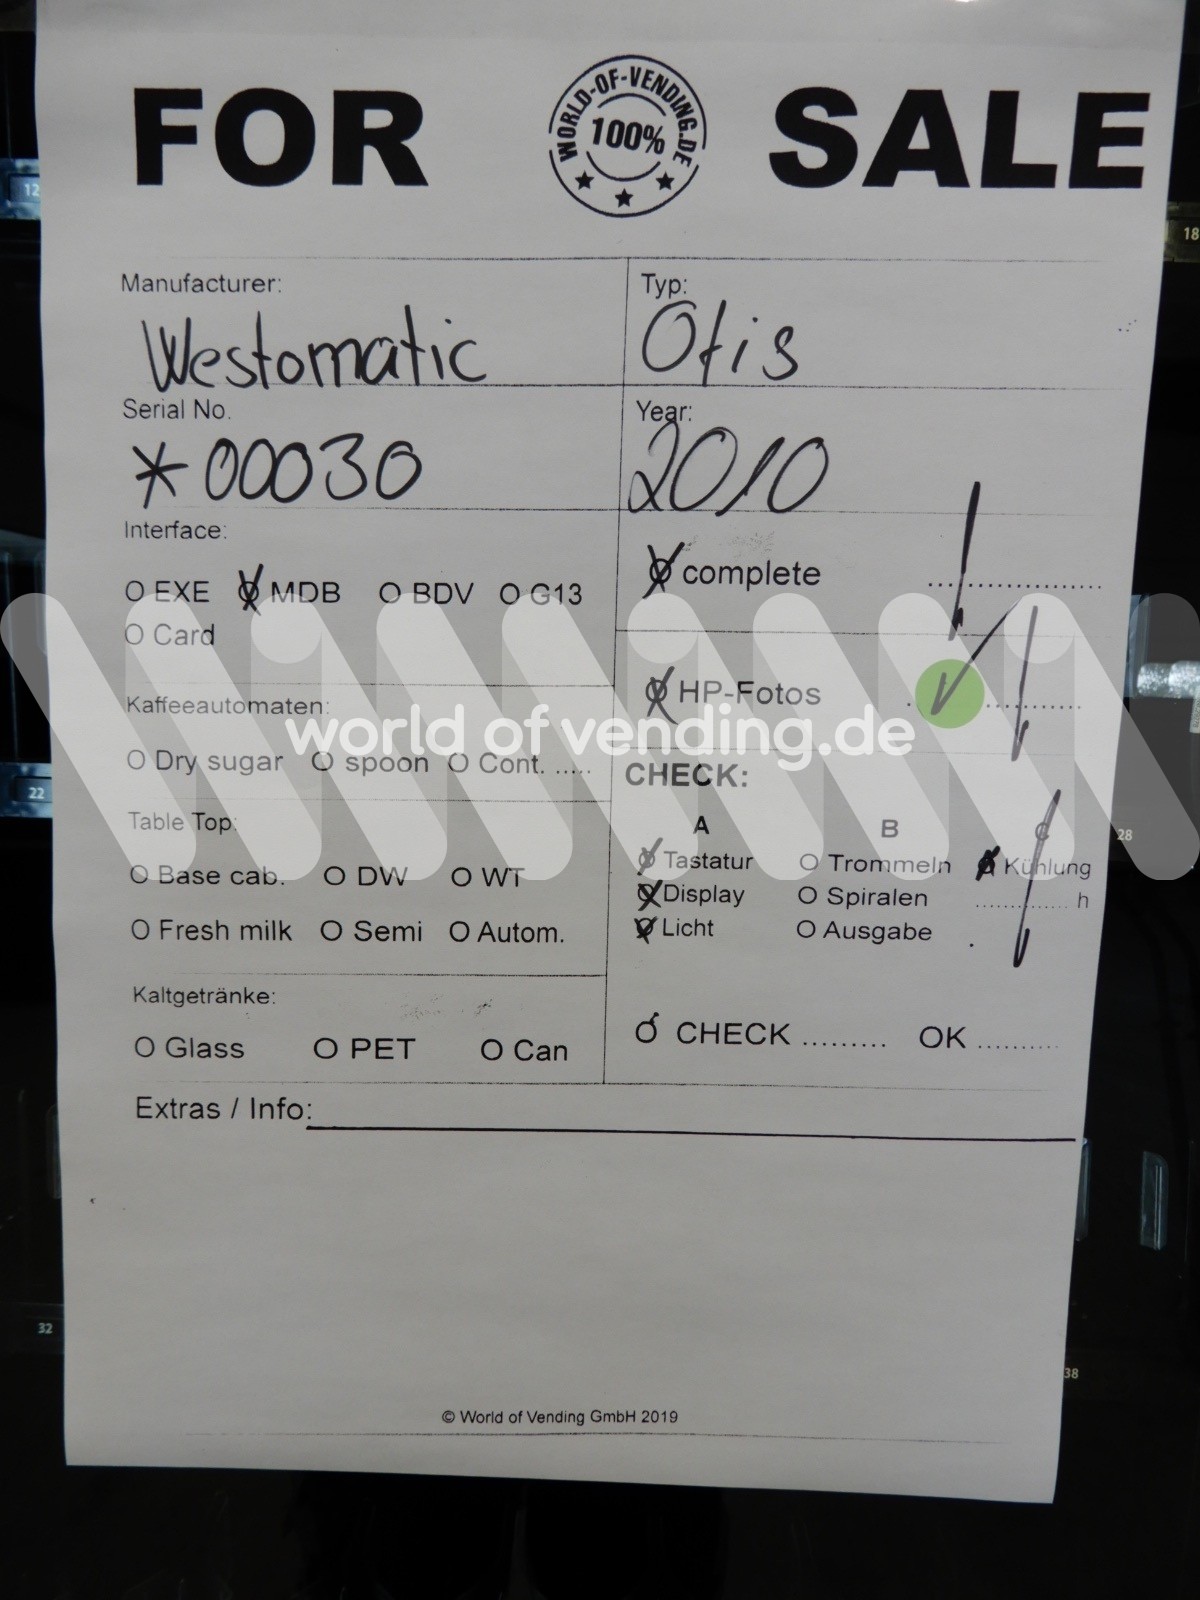 FOR WORLD-OF-VENDING.DE 100% SALE
Manufacturer: Typ:
Westomatic Otis
Serial No. Year:
*00030 2010
Interface:
O EXE O MDB O BDV O G13
O Card
O complete ..............................
O HP-Fotos ..............................
Kaffeeautomaten:
world of vending.de
O Dry sugar O spoon O Cont. .....
CHECK:
Table Top:
A B C
O Tastatur O Trommeln O Kühlung
O Base cab. O DW O WT
O Display O Spiralen ................ h
O Licht O Ausgabe
O Fresh milk O Semi O Autom.
Kaltgetränke:
O Glass O PET O Can
O CHECK ......... OK .........
Extras / Info:
© World of Vending GmbH 2019
12
18
22
28
32
38